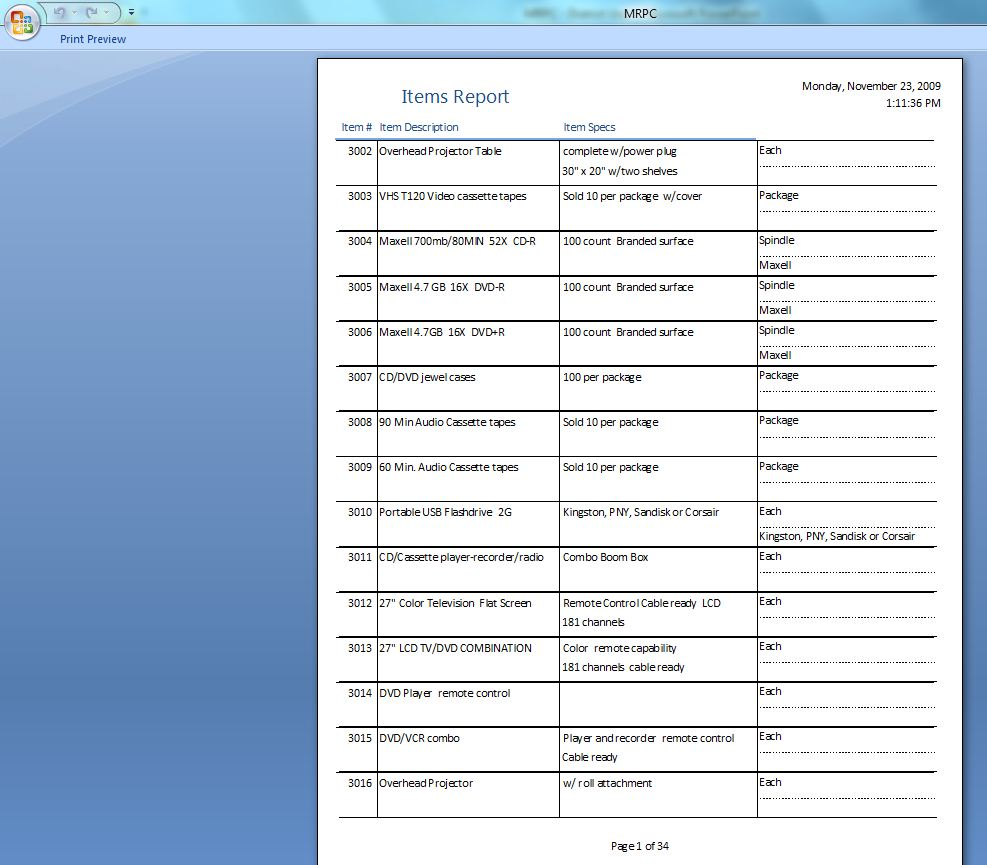 MRPC
Print Preview
Items Report
Monday, November 23, 2009
1:11:36 PM
Item # Item Description Item Specs
3002 Overhead Projector Table complete w/power plug Each
30" x 20" w/two shelves
3003 VHS T120 Video cassette tapes Sold 10 per package w/cover Package
3004 Maxell 700mb/80MIN 52X CD-R 100 count Branded surface Spindle
Maxell
3005 Maxell 4.7 GB 16X DVD-R 100 count Branded surface Spindle
Maxell
3006 Maxell 4.7GB 16X DVD+R 100 count Branded surface Spindle
Maxell
3007 CD/DVD jewel cases 100 per package Package
3008 90 Min Audio Cassette tapes Sold 10 per package Package
3009 60 Min. Audio Cassette tapes Sold 10 per package Package
3010 Portable USB Flashdrive 2G Kingston, PNY, Sandisk or Corsair Each
Kingston, PNY, Sandisk or Corsair
3011 CD/Cassette player-recorder/radio Combo Boom Box Each
3012 27" Color Television Flat Screen Remote Control Cable ready LCD Each
181 channels
3013 27" LCD TV/DVD COMBINATION Color remote capability Each
181 channels cable ready
3014 DVD Player remote control Each
3015 DVD/VCR combo Player and recorder remote control Each
Cable ready
3016 Overhead Projector w/ roll attachment Each
Page 1 of 34